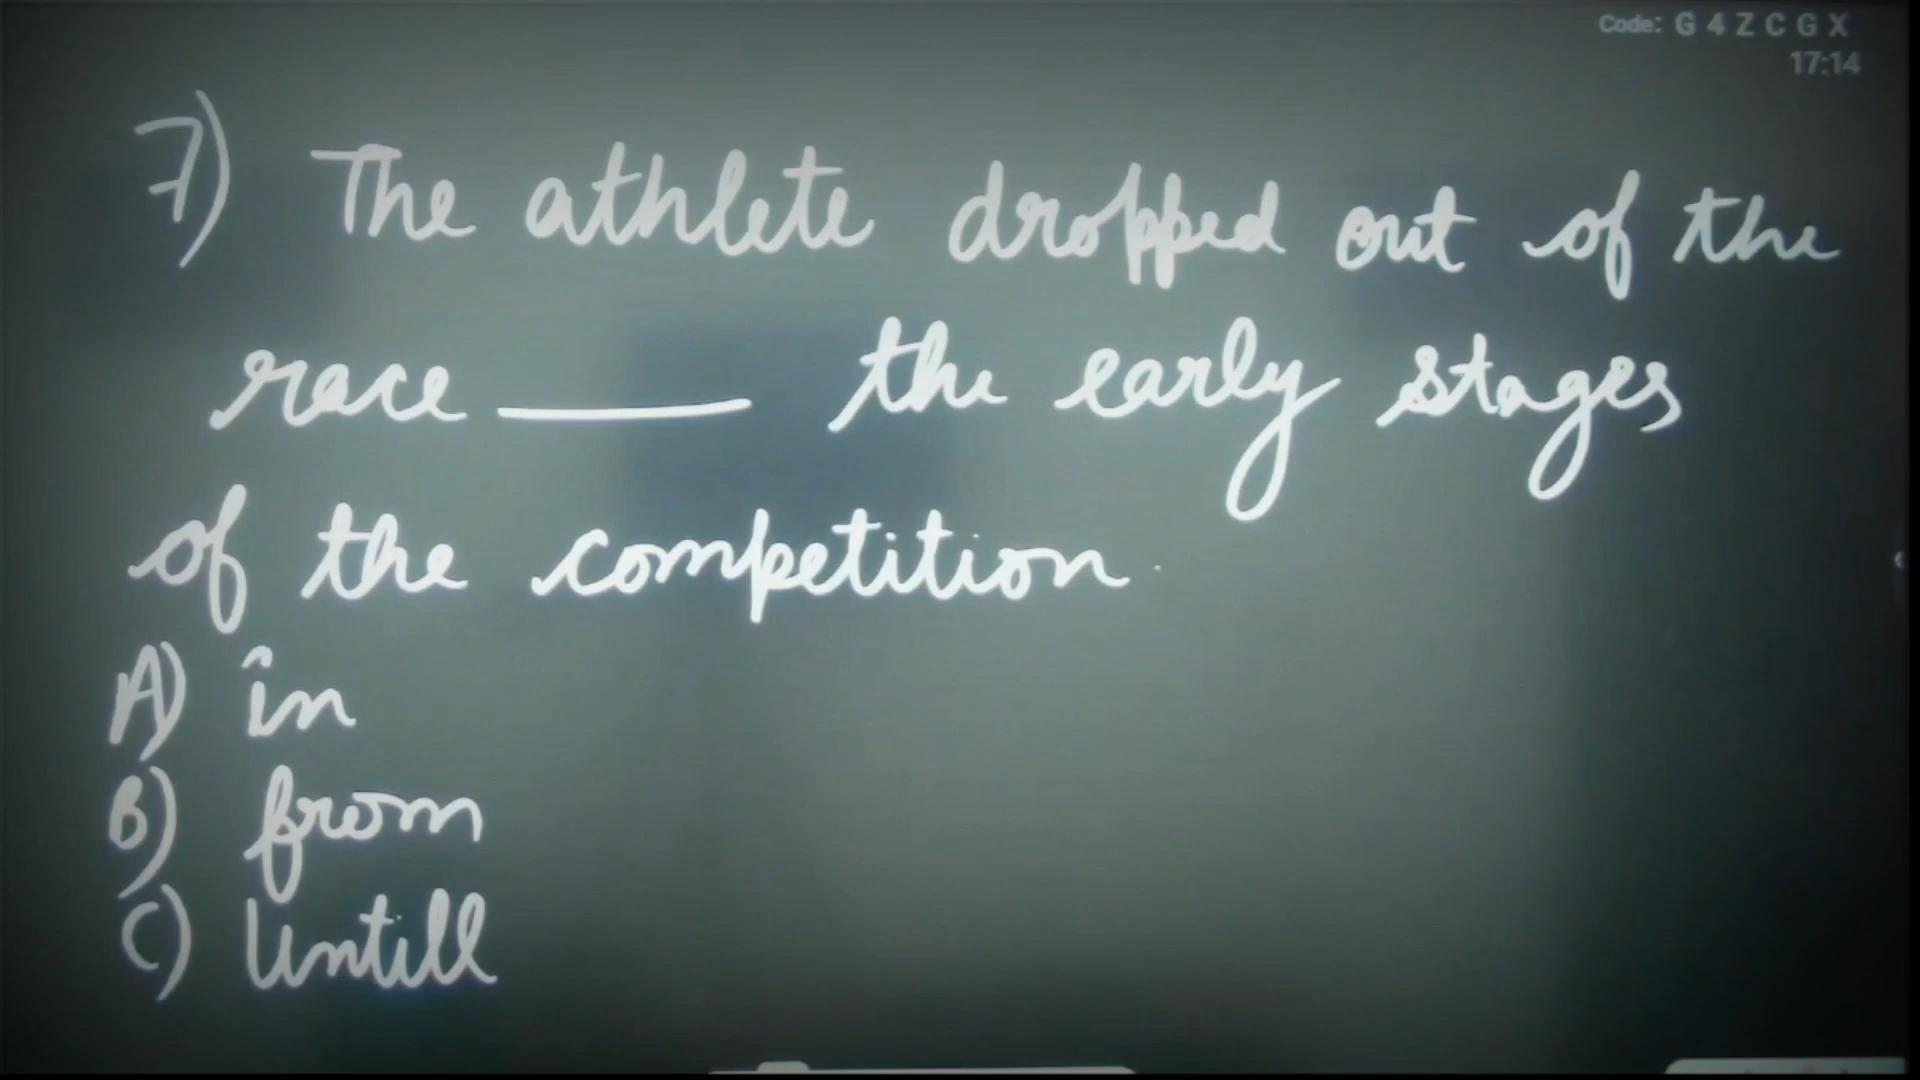 Code: G 4 Z C G X
17:14
7) The athlete dropped out of the
race ______ the early stages
of the competition.
A) in
B) from
C) Untill